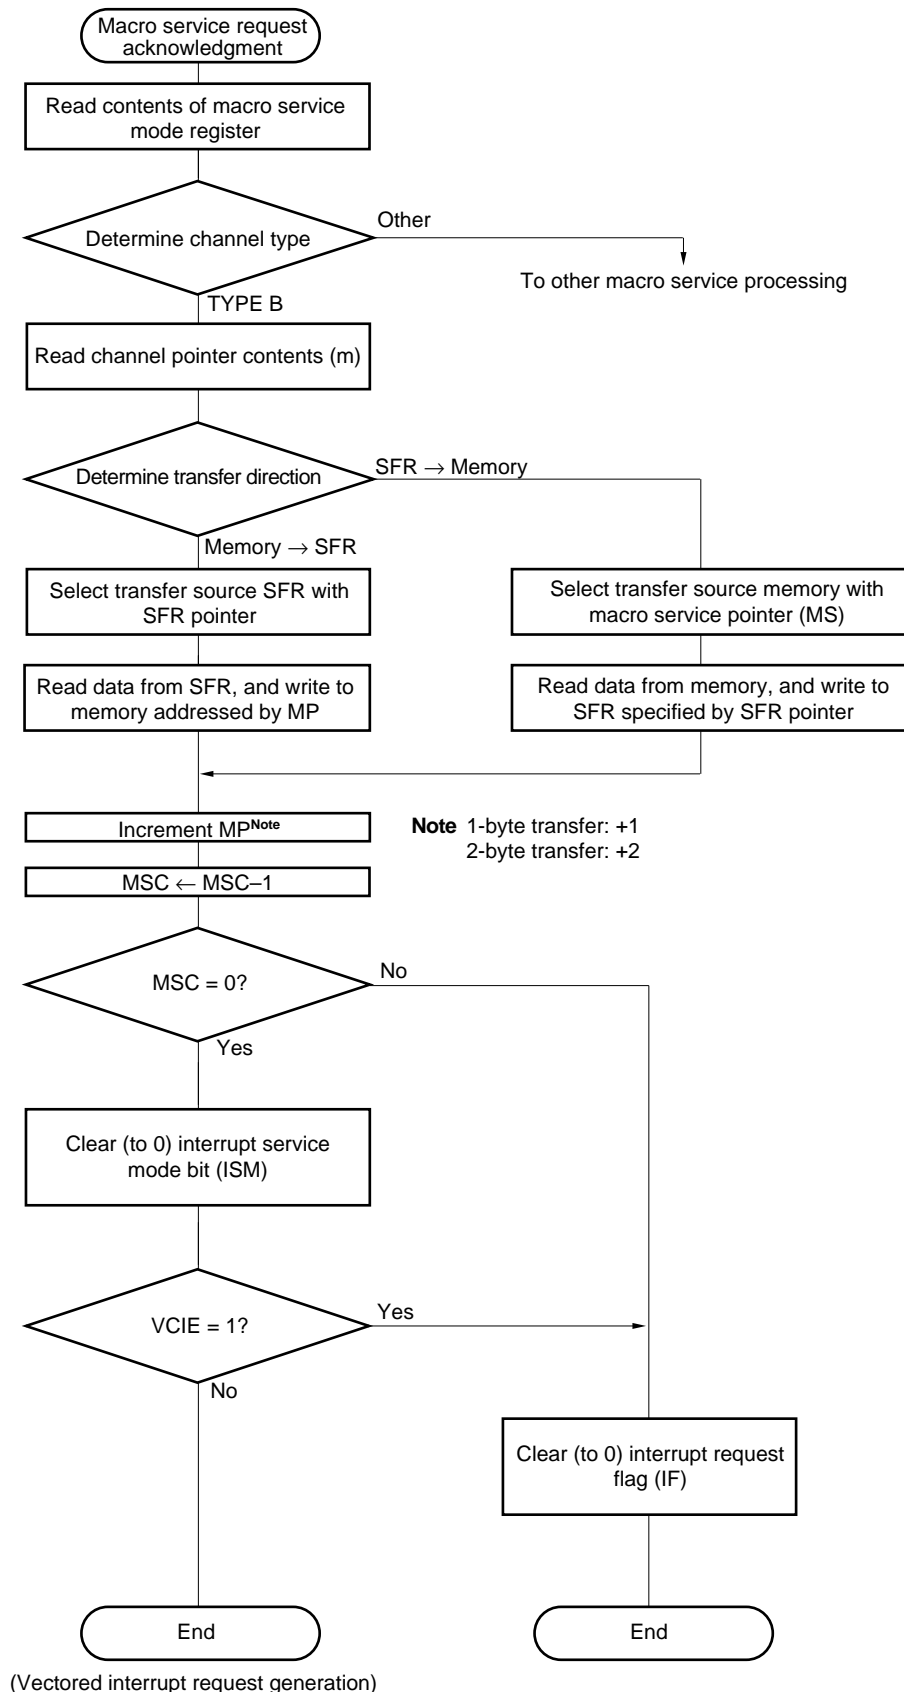 Macro service request
acknowledgment
Read contents of macro service
mode register
Determine channel type
Other
To other macro service processing
TYPE B
Read channel pointer contents (m)
Determine transfer direction
SFR → Memory
Memory → SFR
Select transfer source SFR with
SFR pointer
Select transfer source memory with
macro service pointer (MS)
Read data from SFR, and write to
memory addressed by MP
Read data from memory, and write to
SFR specified by SFR pointer
Increment MPNote
Note 1-byte transfer: +1
2-byte transfer: +2
MSC ← MSC–1
MSC = 0?
No
Yes
Clear (to 0) interrupt service
mode bit (ISM)
VCIE = 1?
Yes
No
Clear (to 0) interrupt request
flag (IF)
End
End
(Vectored interrupt request generation)